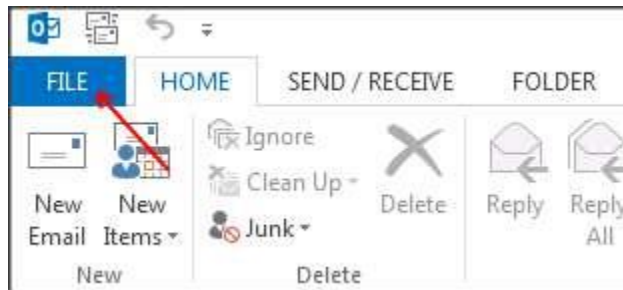 FILE HOME SEND / RECEIVE FOLDER
Ignore
Clean Up
Junk
New Email
New Items
Delete
Reply
Reply All
New
Delete